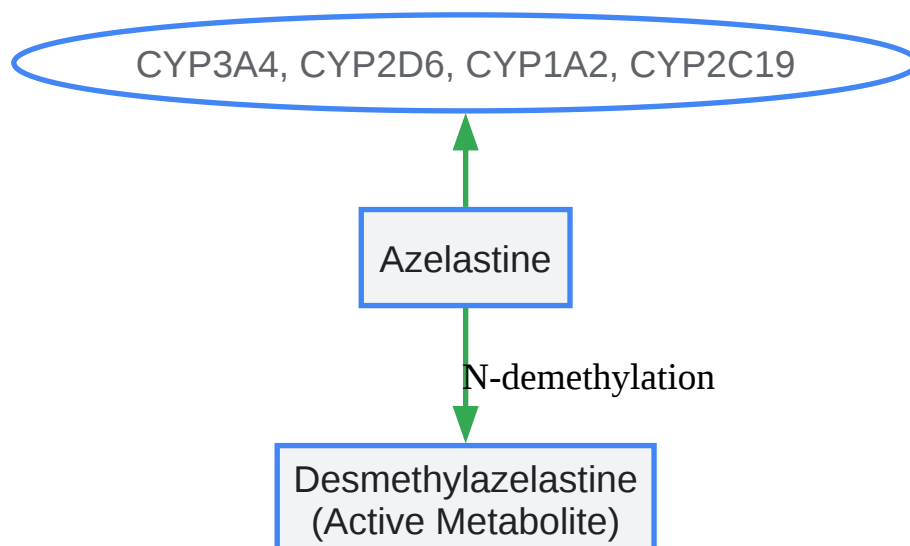 CYP3A4, CYP2D6, CYP1A2, CYP2C19
Azelastine
N-demethylation
Desmethylazelastine
(Active Metabolite)